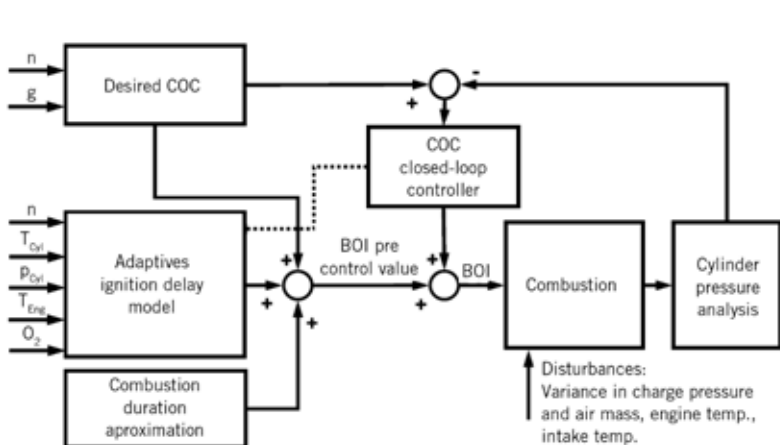 n
g
Desired COC
-
+
COC
closed-loop
controller
n
T_Cyl
p_Cyl
T_Eng
O_2
Adaptives
ignition delay
model
+
+
+
BOI pre
control value
+
+
BOI
Combustion
Cylinder
pressure
analysis
Combustion
duration
aproximation
Disturbances:
Variance in charge pressure
and air mass, engine temp.,
intake temp.